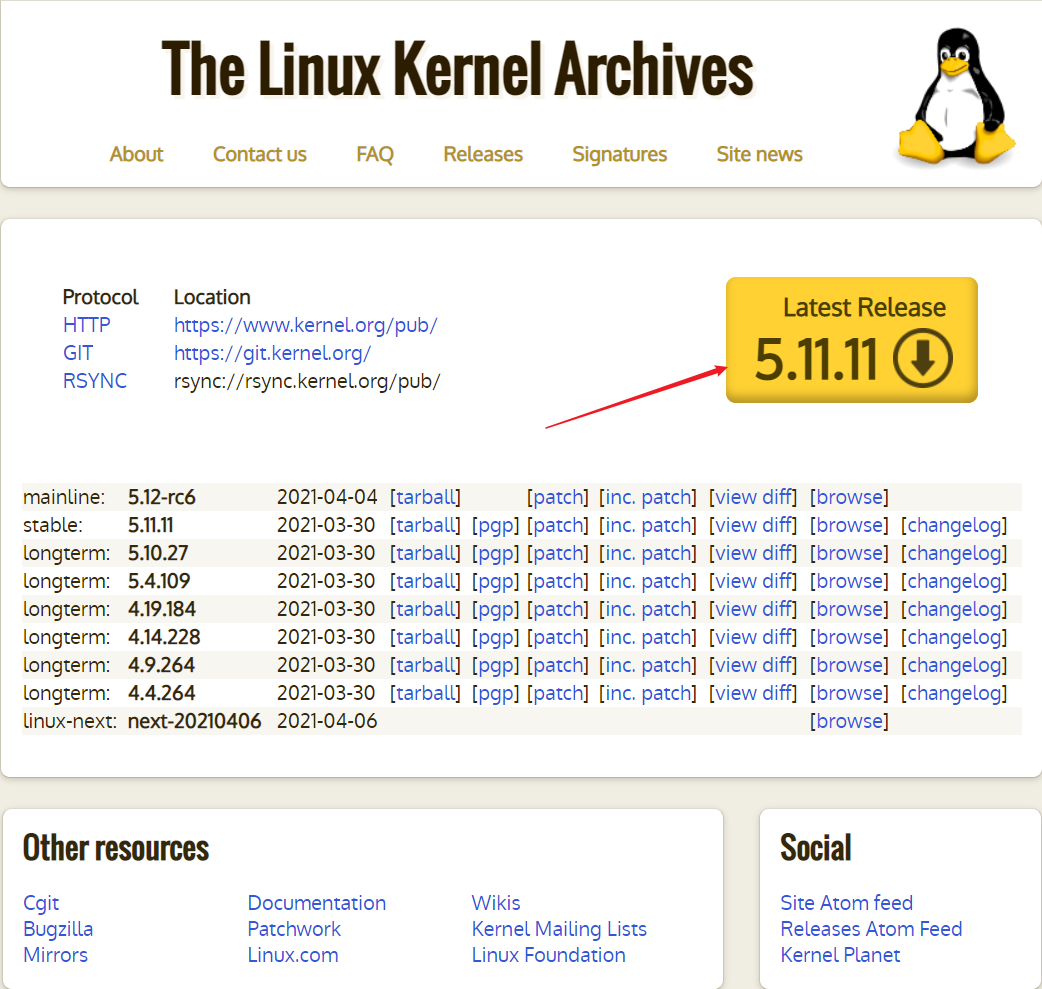 The Linux Kernel Archives
About Contact us FAQ Releases Signatures Site news
Protocol Location
HTTP https://www.kernel.org/pub/
GIT https://git.kernel.org/
RSYNC rsync://rsync.kernel.org/pub/
Latest Release
5.11.11
mainline: 5.12-rc6 2021-04-04 [tarball] [patch] [inc. patch] [view diff] [browse]
stable: 5.11.11 2021-03-30 [tarball] [pgp] [patch] [inc. patch] [view diff] [browse] [changelog]
longterm: 5.10.27 2021-03-30 [tarball] [pgp] [patch] [inc. patch] [view diff] [browse] [changelog]
longterm: 5.4.109 2021-03-30 [tarball] [pgp] [patch] [inc. patch] [view diff] [browse] [changelog]
longterm: 4.19.184 2021-03-30 [tarball] [pgp] [patch] [inc. patch] [view diff] [browse] [changelog]
longterm: 4.14.228 2021-03-30 [tarball] [pgp] [patch] [inc. patch] [view diff] [browse] [changelog]
longterm: 4.9.264 2021-03-30 [tarball] [pgp] [patch] [inc. patch] [view diff] [browse] [changelog]
longterm: 4.4.264 2021-03-30 [tarball] [pgp] [patch] [inc. patch] [view diff] [browse] [changelog]
linux-next: next-20210406 2021-04-06 [browse]
Other resources
Cgit Documentation Wikis
Bugzilla Patchwork Kernel Mailing Lists
Mirrors Linux.com Linux Foundation
Social
Site Atom feed
Releases Atom Feed
Kernel Planet